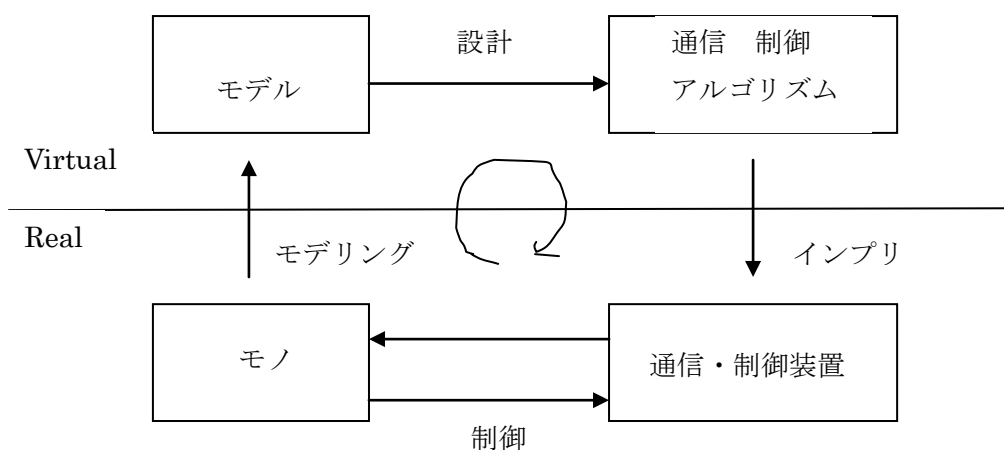 設計
通信　制御
アルゴリズム
モデル
Virtual
Real
モデリング
インプリ
モノ
通信・制御装置
制御